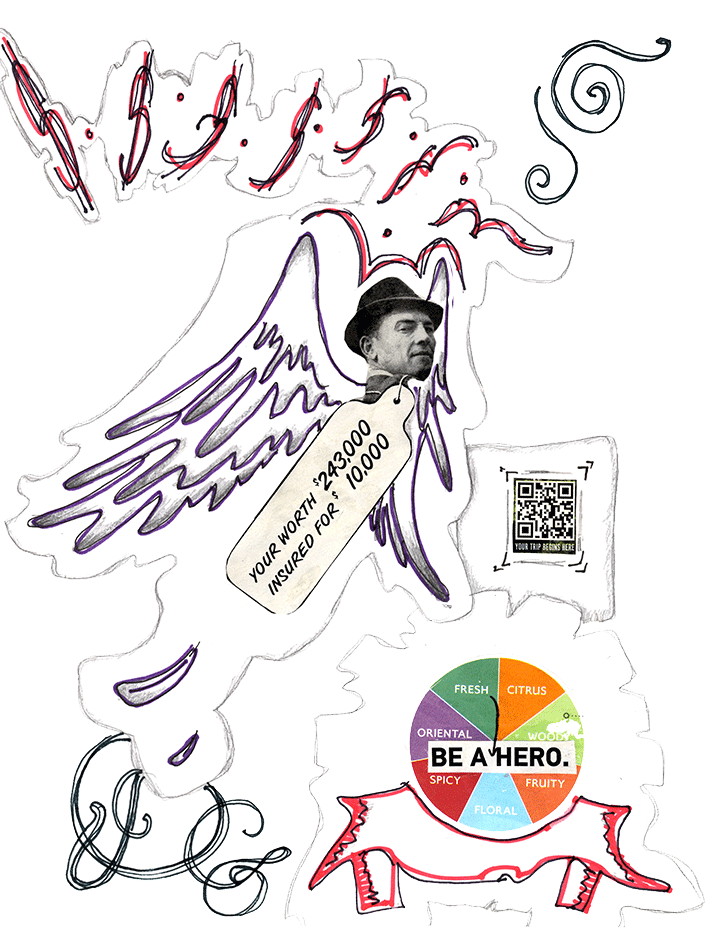 YOUR WORTH $243,000
INSURED FOR $ 10,000
YOUR TRIP BEGINS HERE
FRESH
CITRUS
ORIENTAL
WOODY
BE A HERO.
SPICY
FRUITY
FLORAL